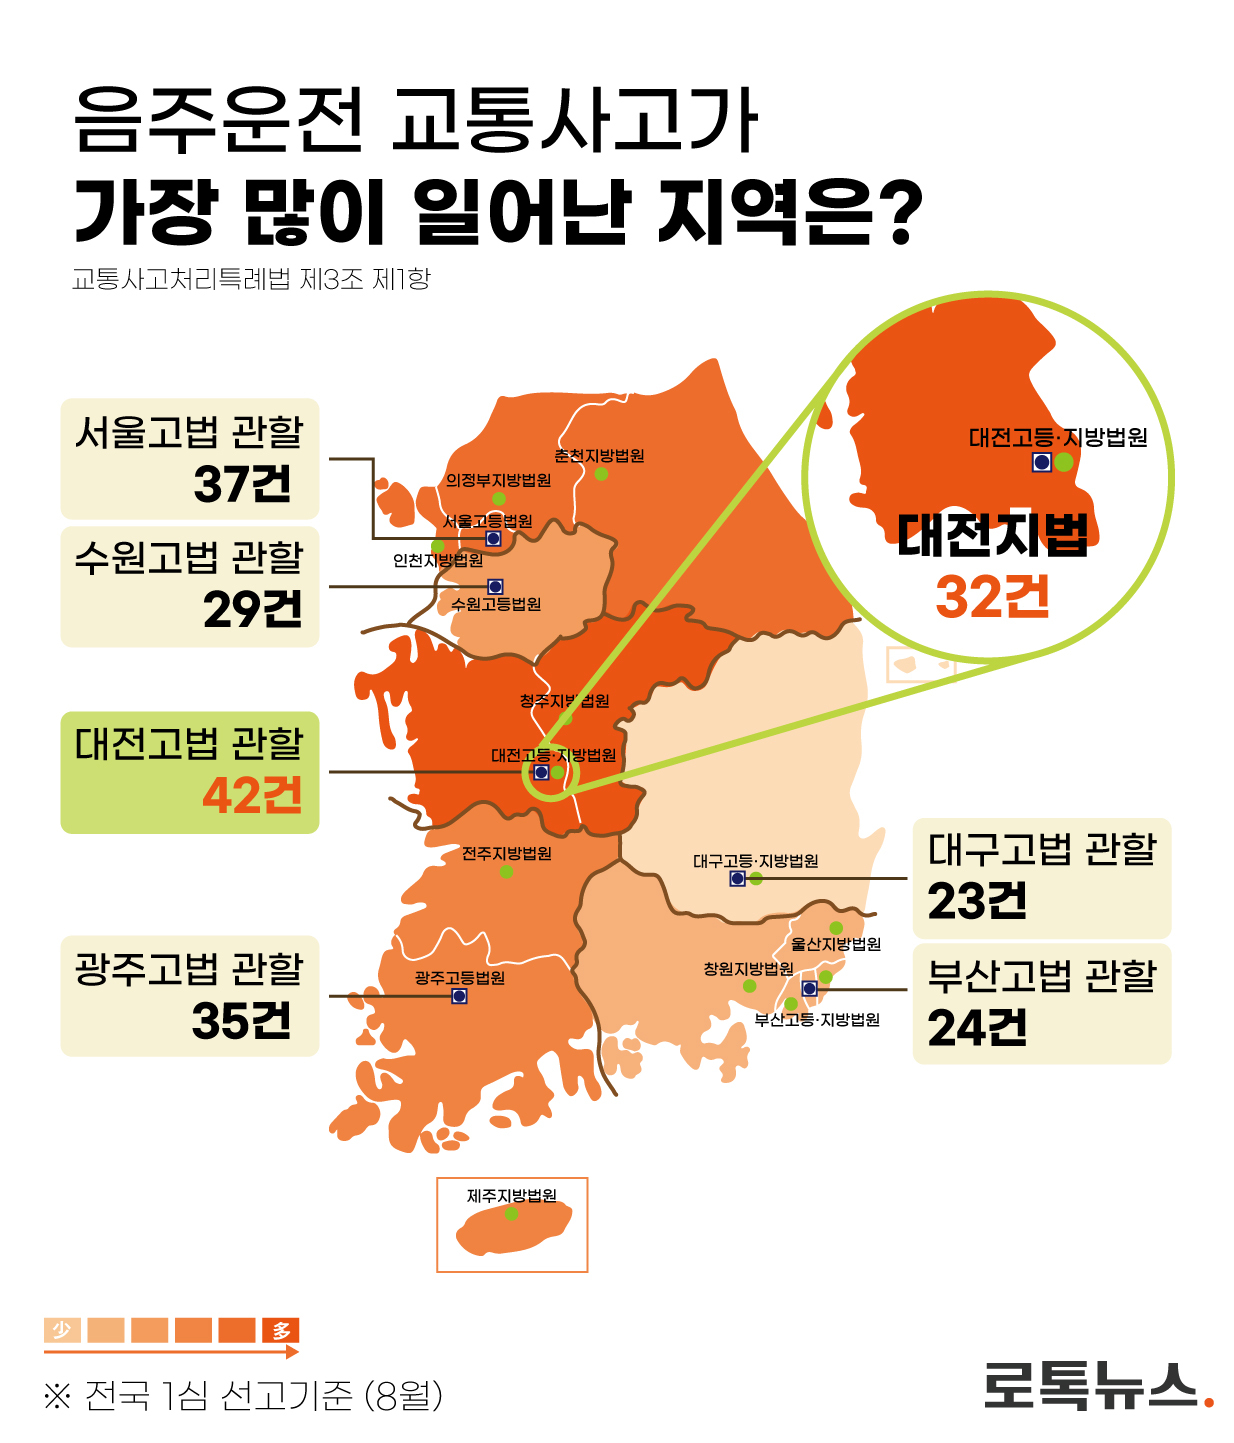 음주운전 교통사고가
가장 많이 일어난 지역은?
교통사고처리특례법 제3조 제1항
서울고법 관할
37건
수원고법 관할
29건
대전고법 관할
42건
광주고법 관할
35건
대구고법 관할
23건
부산고법 관할
24건
대전고등·지방법원
대전지법
32건
춘천지방법원
의정부지방법원
서울고등법원
인천지방법원
수원고등법원
청주지방법원
대전고등·지방법원
전주지방법원
대구고등·지방법원
울산지방법원
창원지방법원
광주고등법원
부산고등·지방법원
제주지방법원
少 多
※ 전국 1심 선고기준 (8월)
로톡뉴스.